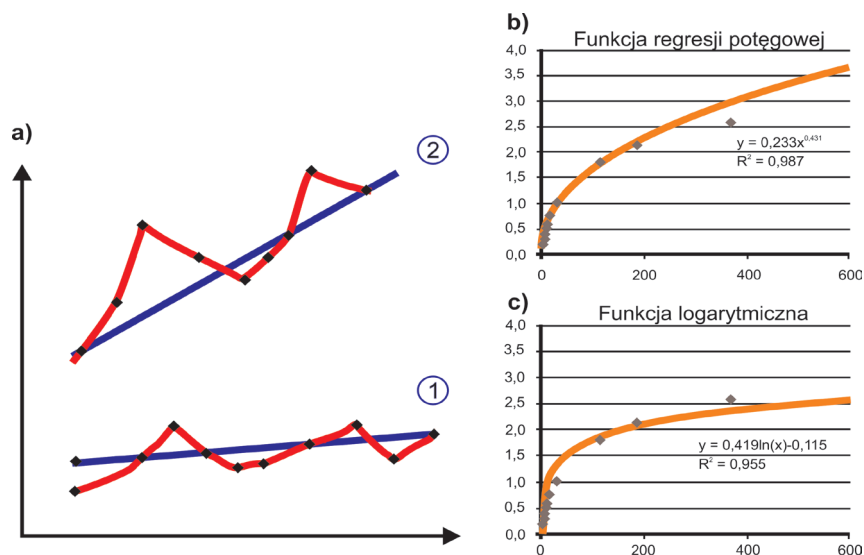 a)
2
1
b)
Funkcja regresji potęgowej
4,0
3,5
3,0
2,5
2,0
1,5
1,0
0,5
0,0
y = 0,233x^0,431
R² = 0,987
0 200 400 600
c)
Funkcja logarytmiczna
4,0
3,5
3,0
2,5
2,0
1,5
1,0
0,5
0,0
y = 0,419ln(x)-0,115
R² = 0,955
0 200 400 600